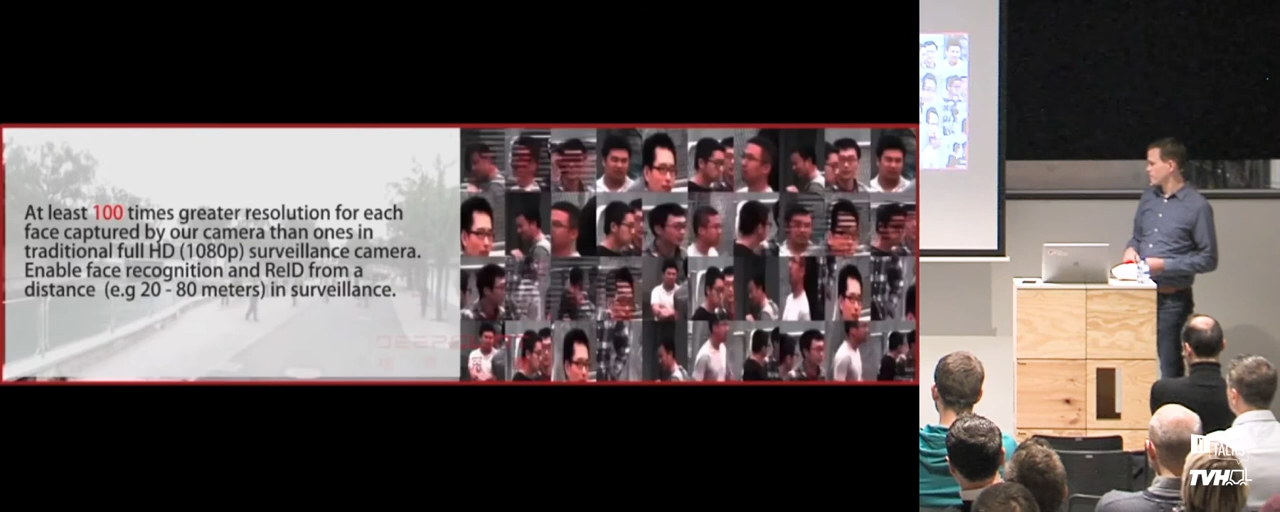 At least 100 times greater resolution for each
face captured by our camera than ones in
traditional full HD (1080p) surveillance camera.
Enable face recognition and ReID from a
distance (e.g 20 - 80 meters) in surveillance.
TALKS
TVH